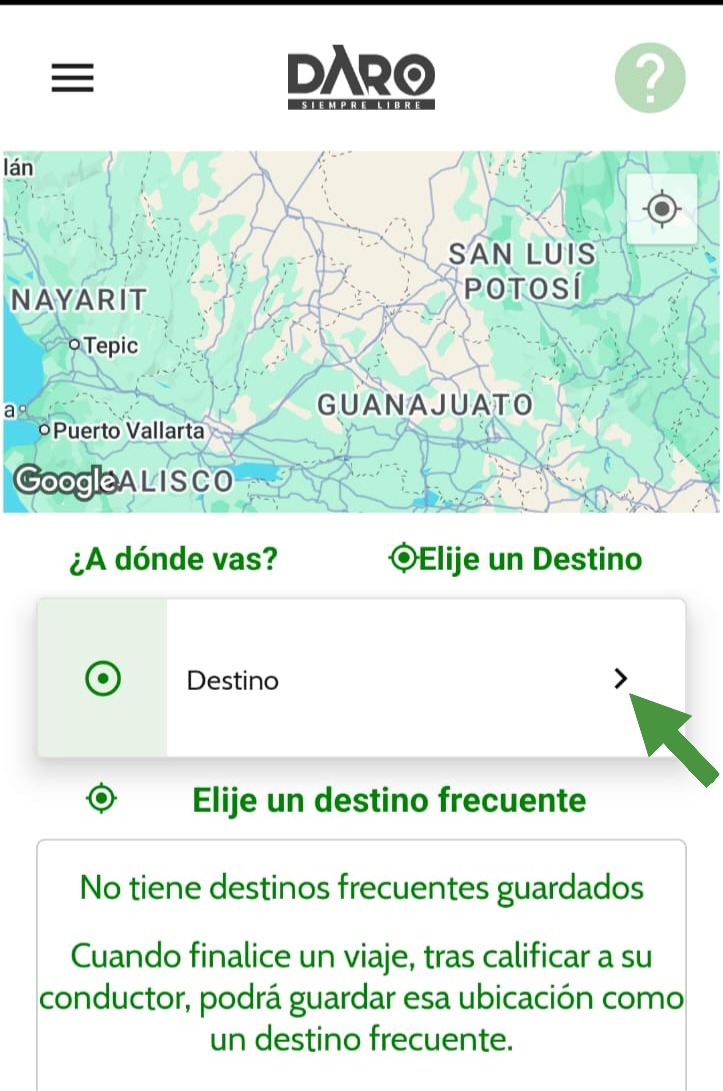 DARO
SIEMPRE LIBRE
?
lán
SAN LUIS
POTOSÍ
NAYARIT
Tepic
GUANAJUATO
a
Puerto Vallarta
Google
ALISCO
¿A dónde vas?
Elije un Destino
Destino
Elije un destino frecuente
No tiene destinos frecuentes guardados
Cuando finalice un viaje, tras calificar a su
conductor, podrá guardar esa ubicación como
un destino frecuente.